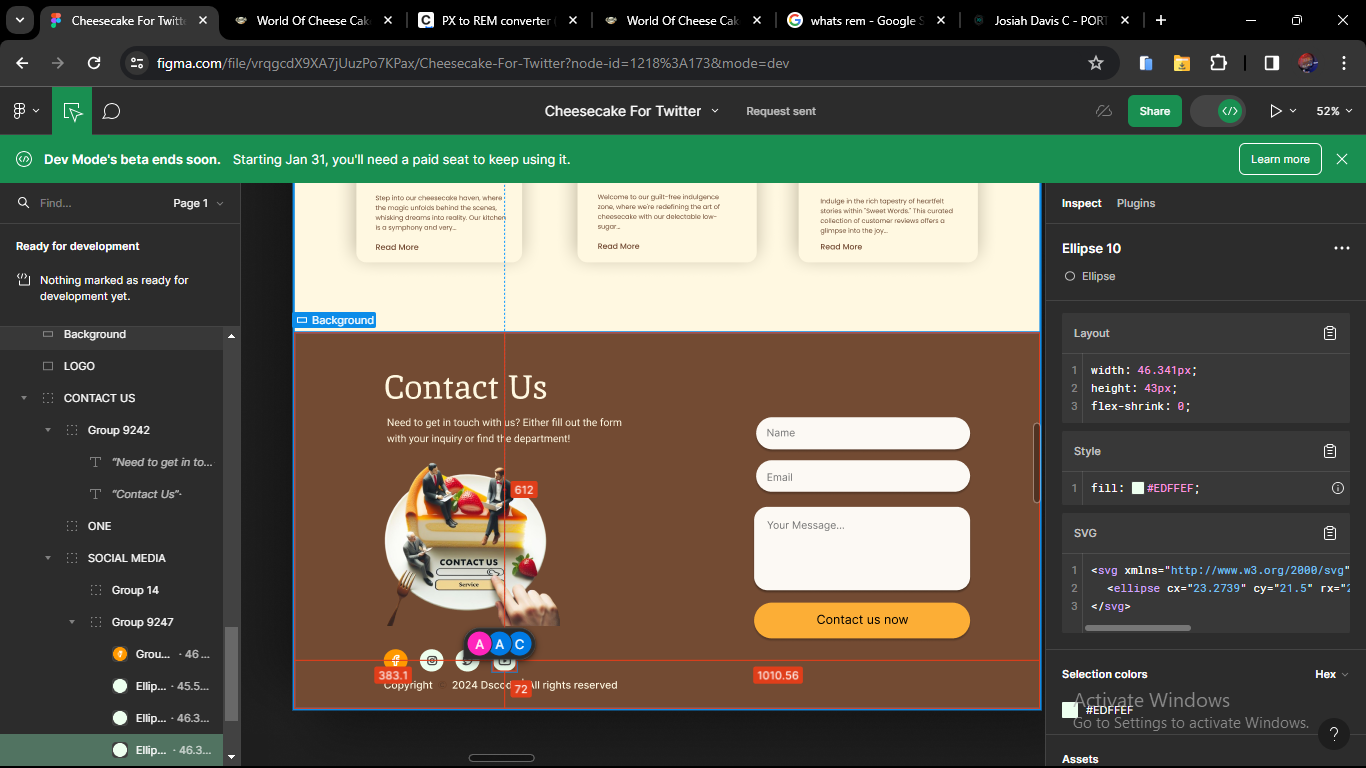 Cheesecake For Twitt
World Of Cheese Cak
PX to REM converter
World Of Cheese Cak
whats rem - Google S
Josiah Davis C - PORT
figma.com/file/vrqgcdX9XA7jUuzPo7KPax/Cheesecake-For-Twitter?node-id=1218%3A173&mode=dev
Cheesecake For Twitter
Request sent
Share
52%
Dev Mode's beta ends soon. Starting Jan 31, you'll need a paid seat to keep using it.
Learn more
Find...
Page 1
Ready for development
Nothing marked as ready for
development yet.
Background
LOGO
CONTACT US
Group 9242
"Need to get in to...
"Contact Us"
ONE
SOCIAL MEDIA
Group 14
Group 9247
Grou... · 46 ...
Ellip... · 45.5...
Ellip... · 46.3...
Ellip... · 46.3...
Step into our cheesecake haven, where
the magic unfolds behind the scenes,
whisking dreams into reality. Our kitchen
is a symphony and very...
Read More
Welcome to our guilt-free indulgence
zone, where we're redefining the art of
cheesecake with our delectable low-
sugar...
Read More
Indulge in the rich tapestry of heartfelt
stories within "Sweet Words." This curated
collection of customer reviews offers a
glimpse into the joy...
Read More
Background
Contact Us
Need to get in touch with us? Either fill out the form
with your inquiry or find the department!
612
CONTACT US
Service
A A C
383.1
72
1010.56
Copyright © 2024 All rights reserved
Name
Email
Your Message...
Contact us now
Inspect
Plugins
Ellipse 10
Ellipse
Layout
1 width: 46.341px;
2 height: 43px;
3 flex-shrink: 0;
Style
1 fill: #EDFFEF;
SVG
1 <svg xmlns="http://www.w3.org/2000/svg"
2 <ellipse cx="23.2739" cy="21.5" rx="2
3 </svg>
Selection colors
Hex
#EDFFEF
Activate Windows
Go to Settings to activate Windows.
Assets
?